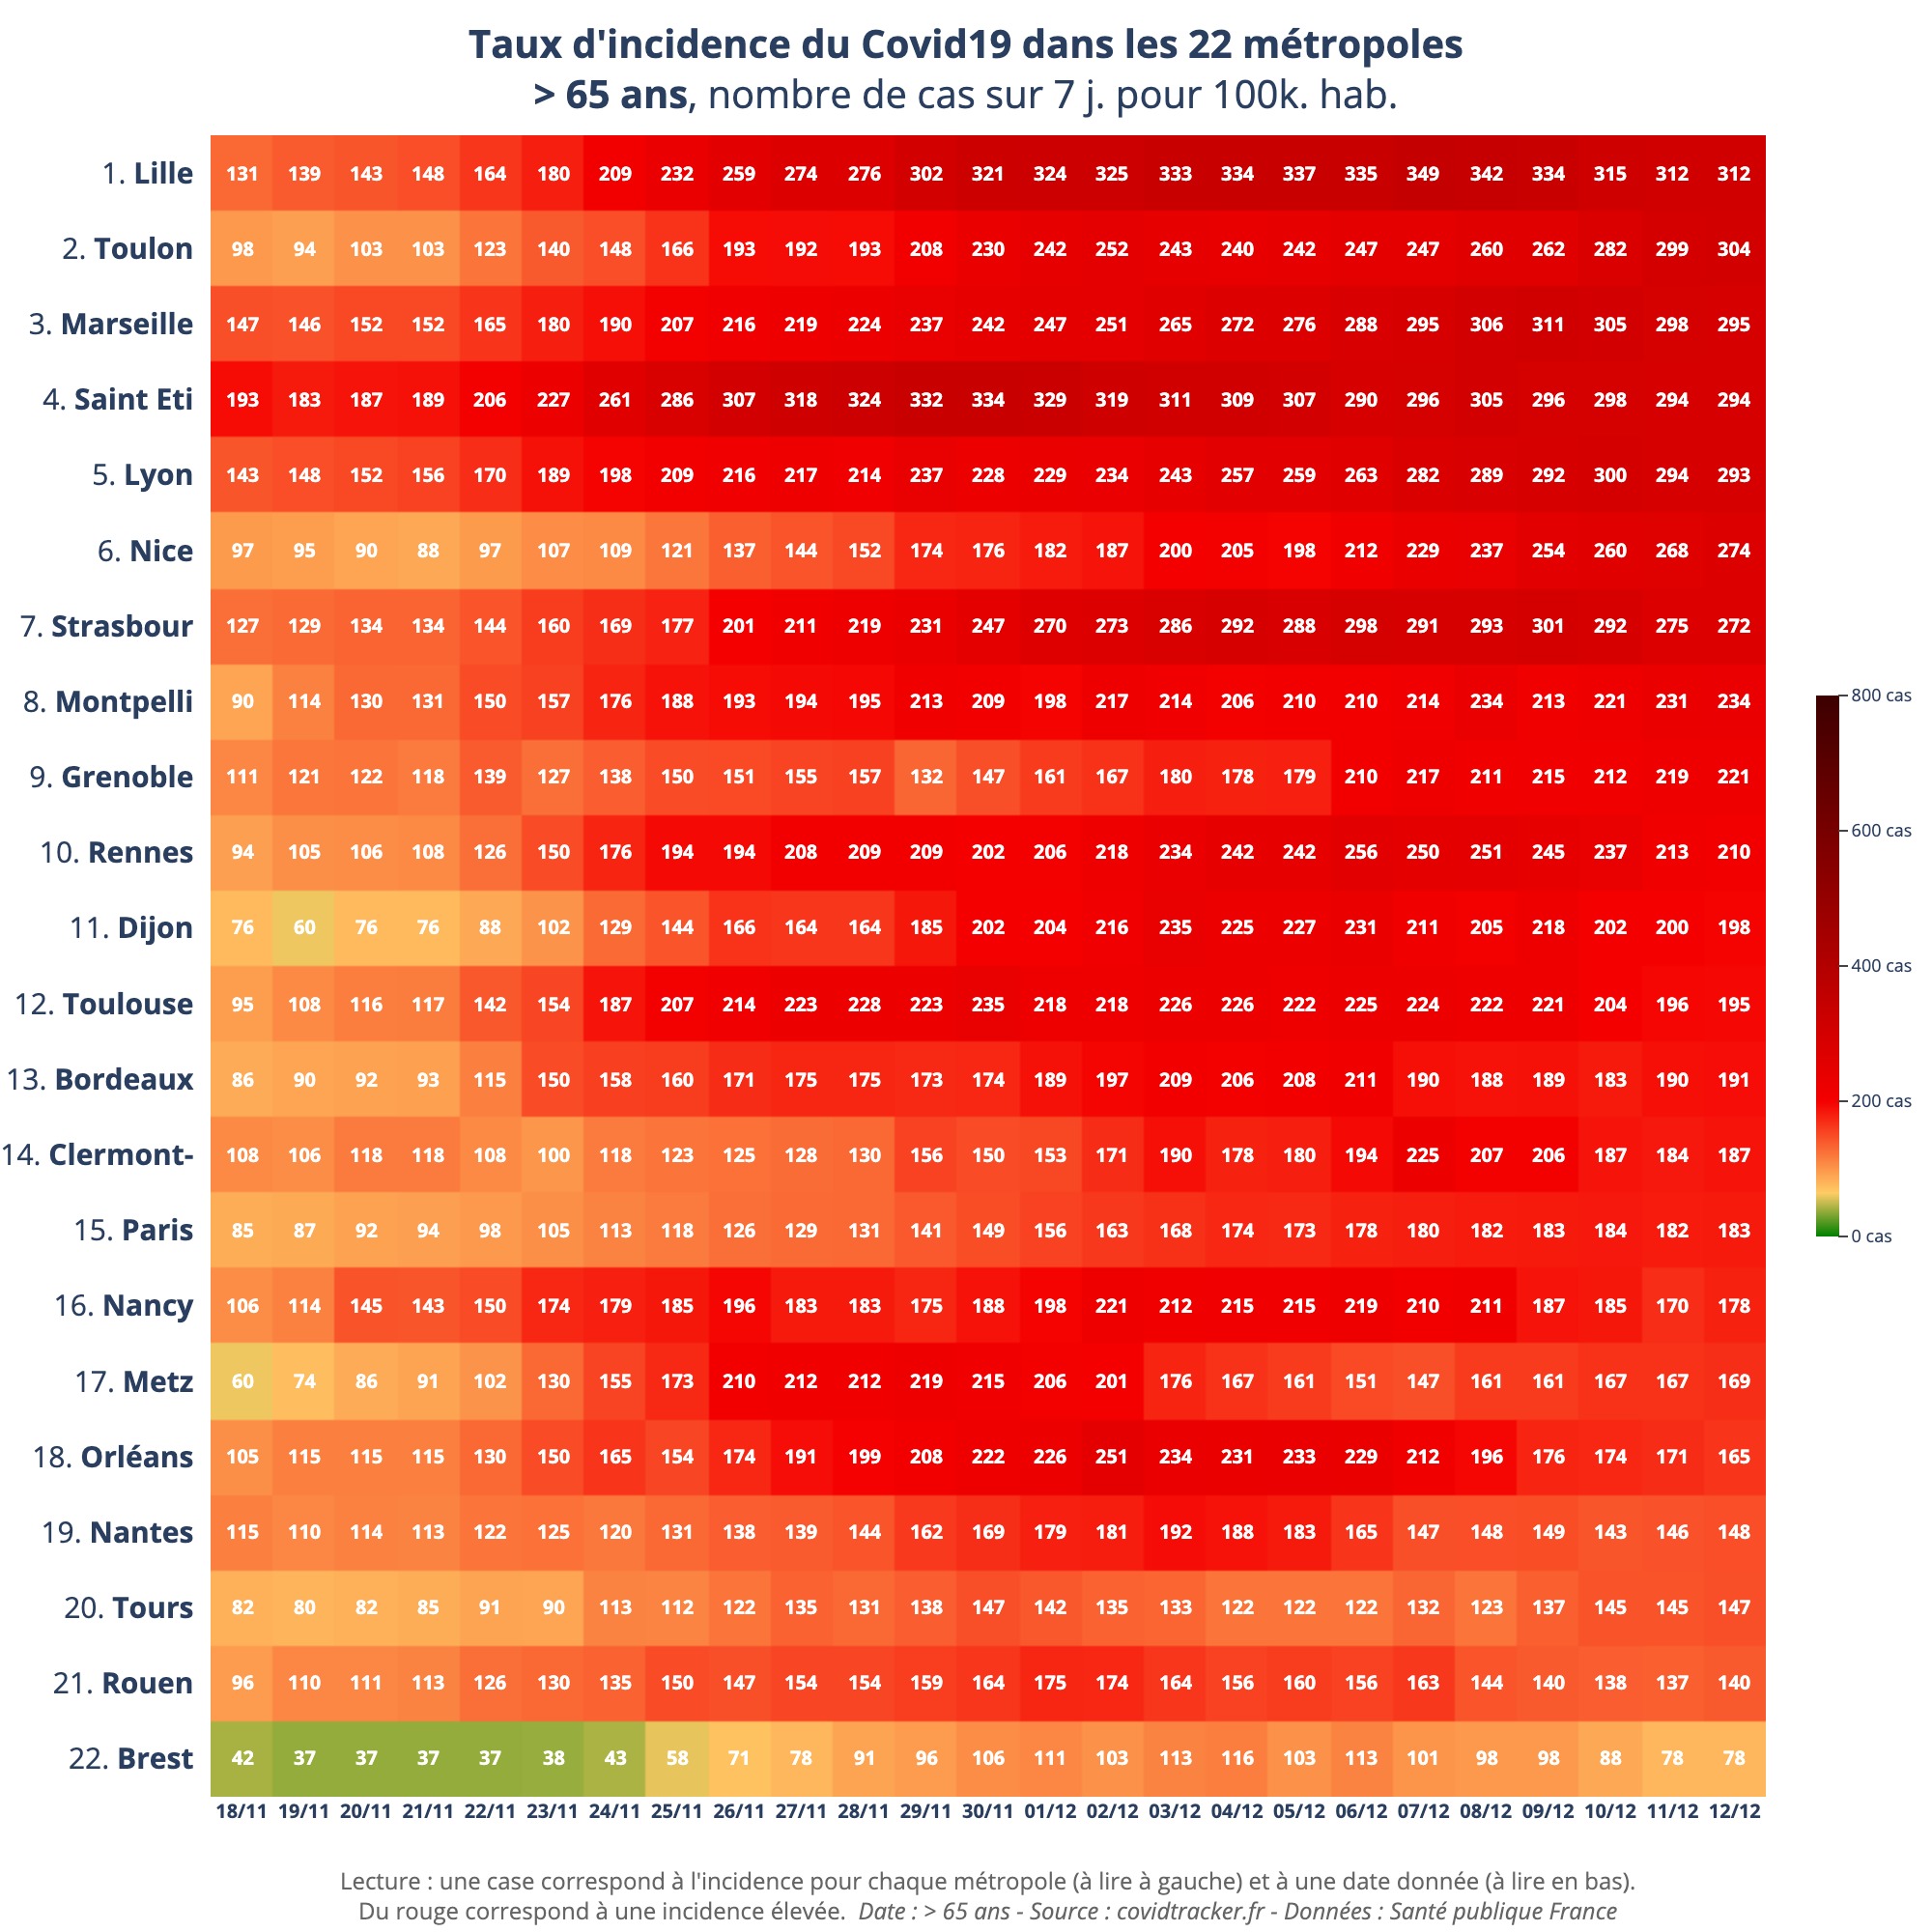 Taux d'incidence du Covid19 dans les 22 métropoles
> 65 ans, nombre de cas sur 7 j. pour 100k. hab.
1. Lille 131 139 143 148 164 180 209 232 259 274 276 302 321 324 325 333 334 337 335 349 342 334 315 312 312
2. Toulon 98 94 103 103 123 140 148 166 193 192 193 208 230 242 252 243 240 242 247 247 260 262 282 299 304
3. Marseille 147 146 152 152 165 180 190 207 216 219 224 237 242 247 251 265 272 276 288 295 306 311 305 298 295
4. Saint Eti 193 183 187 189 206 227 261 286 307 318 324 332 334 329 319 311 309 307 290 296 305 296 298 294 294
5. Lyon 143 148 152 156 170 189 198 209 216 217 214 237 228 229 234 243 257 259 263 282 289 292 300 294 293
6. Nice 97 95 90 88 97 107 109 121 137 144 152 174 176 182 187 200 205 198 212 229 237 254 260 268 274
7. Strasbour 127 129 134 134 144 160 169 177 201 211 219 231 247 270 273 286 292 288 298 291 293 301 292 275 272
8. Montpelli 90 114 130 131 150 157 176 188 193 194 195 213 209 198 217 214 206 210 210 214 234 213 221 231 234
800 cas
9. Grenoble 111 121 122 118 139 127 138 150 151 155 157 132 147 161 167 180 178 179 210 217 211 215 212 219 221
600 cas
10. Rennes 94 105 106 108 126 150 176 194 194 208 209 209 202 206 218 234 242 242 256 250 251 245 237 213 210
11. Dijon 76 60 76 76 88 102 129 144 166 164 164 185 202 204 216 235 225 227 231 211 205 218 202 200 198
400 cas
12. Toulouse 95 108 116 117 142 154 187 207 214 223 228 223 235 218 218 226 226 222 225 224 222 221 204 196 195
13. Bordeaux 86 90 92 93 115 150 158 160 171 175 175 173 174 189 197 209 206 208 211 190 188 189 183 190 191
200 cas
14. Clermont- 108 106 118 118 108 100 118 123 125 128 130 156 150 153 171 190 178 180 194 225 207 206 187 184 187
15. Paris 85 87 92 94 98 105 113 118 126 129 131 141 149 156 163 168 174 173 178 180 182 183 184 182 183
0 cas
16. Nancy 106 114 145 143 150 174 179 185 196 183 183 175 188 198 221 212 215 215 219 210 211 187 185 170 178
17. Metz 60 74 86 91 102 130 155 173 210 212 212 219 215 206 201 176 167 161 151 147 161 161 167 167 169
18. Orléans 105 115 115 115 130 150 165 154 174 191 199 208 222 226 251 234 231 233 229 212 196 176 174 171 165
19. Nantes 115 110 114 113 122 125 120 131 138 139 144 162 169 179 181 192 188 183 165 147 148 149 143 146 148
20. Tours 82 80 82 85 91 90 113 112 122 135 131 138 147 142 135 133 122 122 122 132 123 137 145 145 147
21. Rouen 96 110 111 113 126 130 135 150 147 154 154 159 164 175 174 164 156 160 156 163 144 140 138 137 140
22. Brest 42 37 37 37 37 38 43 58 71 78 91 96 106 111 103 113 116 103 113 101 98 98 88 78 78
18/11 19/11 20/11 21/11 22/11 23/11 24/11 25/11 26/11 27/11 28/11 29/11 30/11 01/12 02/12 03/12 04/12 05/12 06/12 07/12 08/12 09/12 10/12 11/12 12/12
Lecture : une case correspond à l'incidence pour chaque métropole (à lire à gauche) et à une date donnée (à lire en bas).
Du rouge correspond à une incidence élevée. Date : > 65 ans - Source : covidtracker.fr - Données : Santé publique France